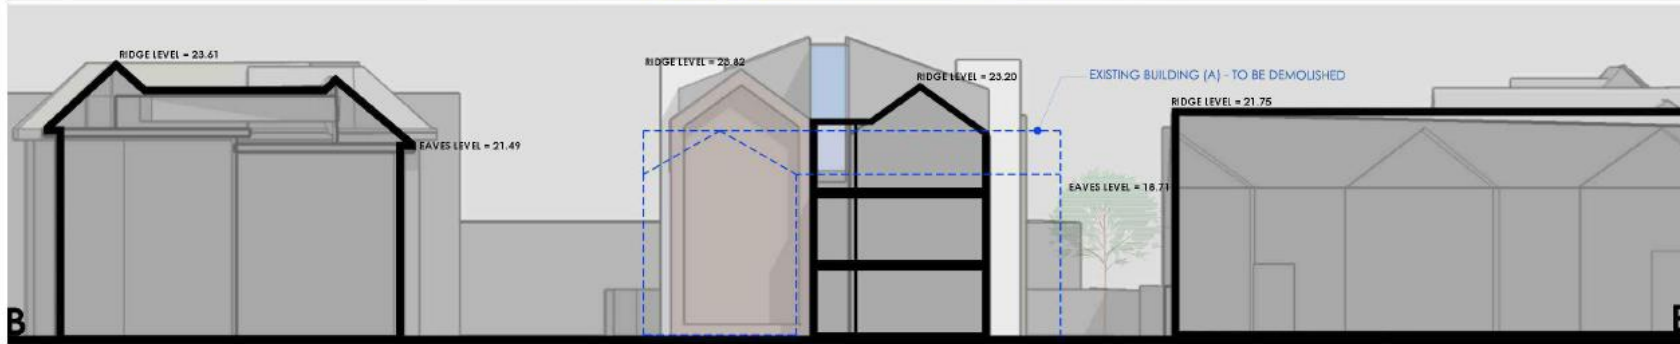 RIDGE LEVEL = 23.61
RIDGE LEVEL = 23.82
RIDGE LEVEL = 23.20
EXISTING BUILDING (A) - TO BE DEMOLISHED
RIDGE LEVEL = 21.75
EAVES LEVEL = 21.49
EAVES LEVEL = 18.71
B